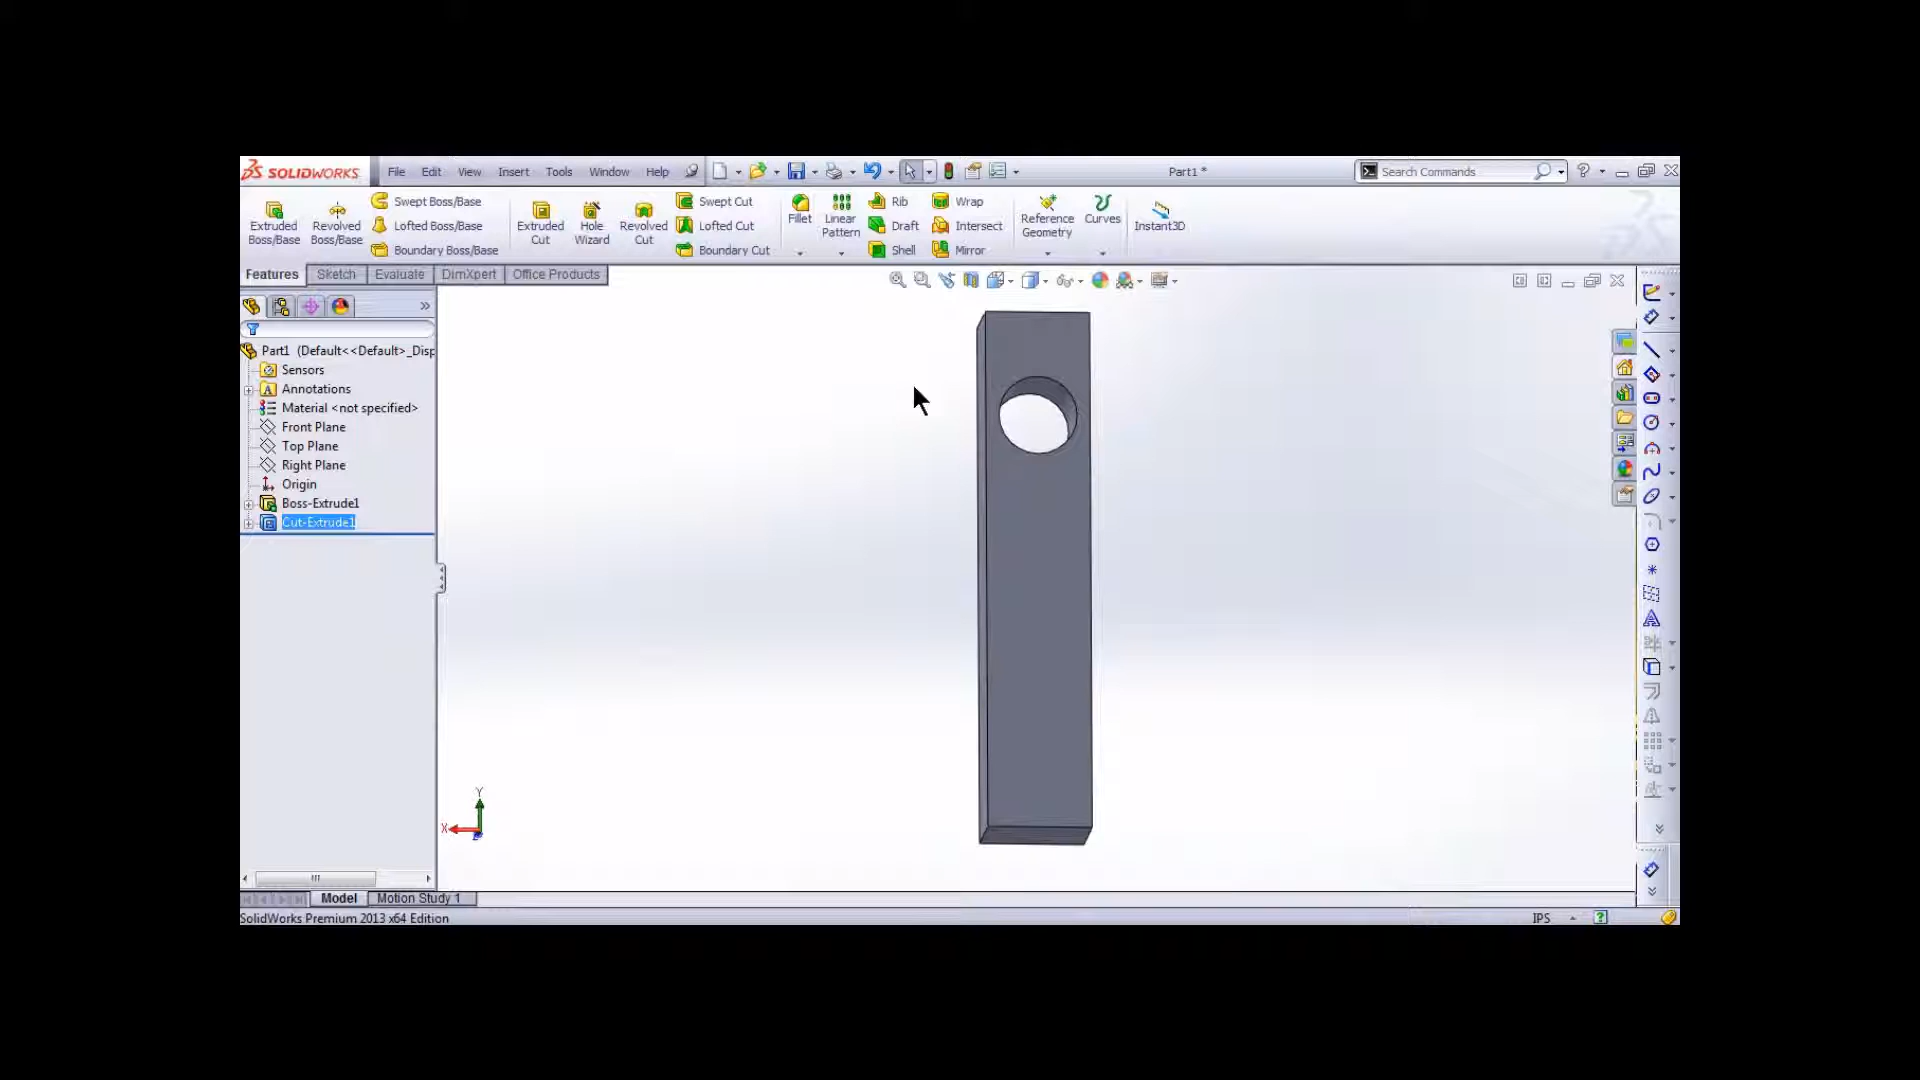 SOLIDWORKS File Edit View Insert Tools Window Help Part1 * Search Commands
Extruded Boss/Base
Revolved Boss/Base
Swept Boss/Base
Lofted Boss/Base
Boundary Boss/Base
Extruded Cut
Hole Wizard
Revolved Cut
Swept Cut
Lofted Cut
Boundary Cut
Fillet
Linear Pattern
Rib
Draft
Shell
Wrap
Intersect
Mirror
Reference Geometry
Curves
Instant3D
Features Sketch Evaluate DimXpert Office Products
Part1 (Default<<Default>_Disp
Sensors
Annotations
Material <not specified>
Front Plane
Top Plane
Right Plane
Origin
Boss-Extrude1
Cut-Extrude1
Y
X
Model Motion Study 1
SolidWorks Premium 2013 x64 Edition IPS